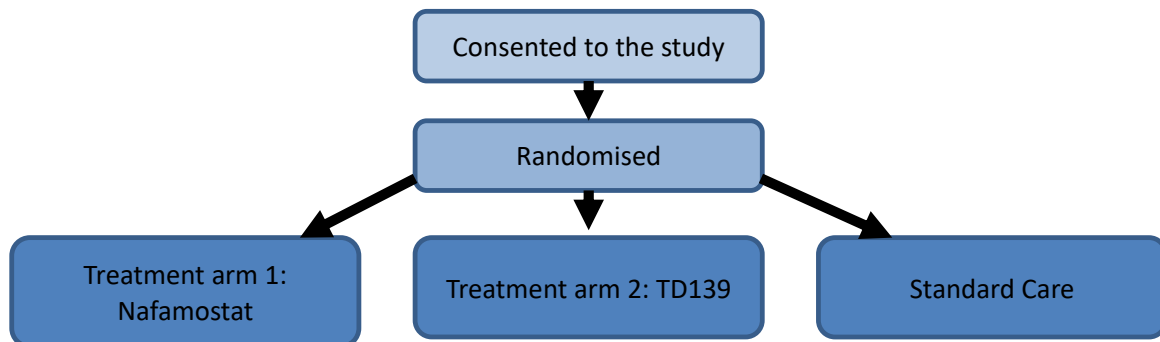 Consented to the study
Randomised
Treatment arm 1:
Nafamostat
Treatment arm 2: TD139
Standard Care